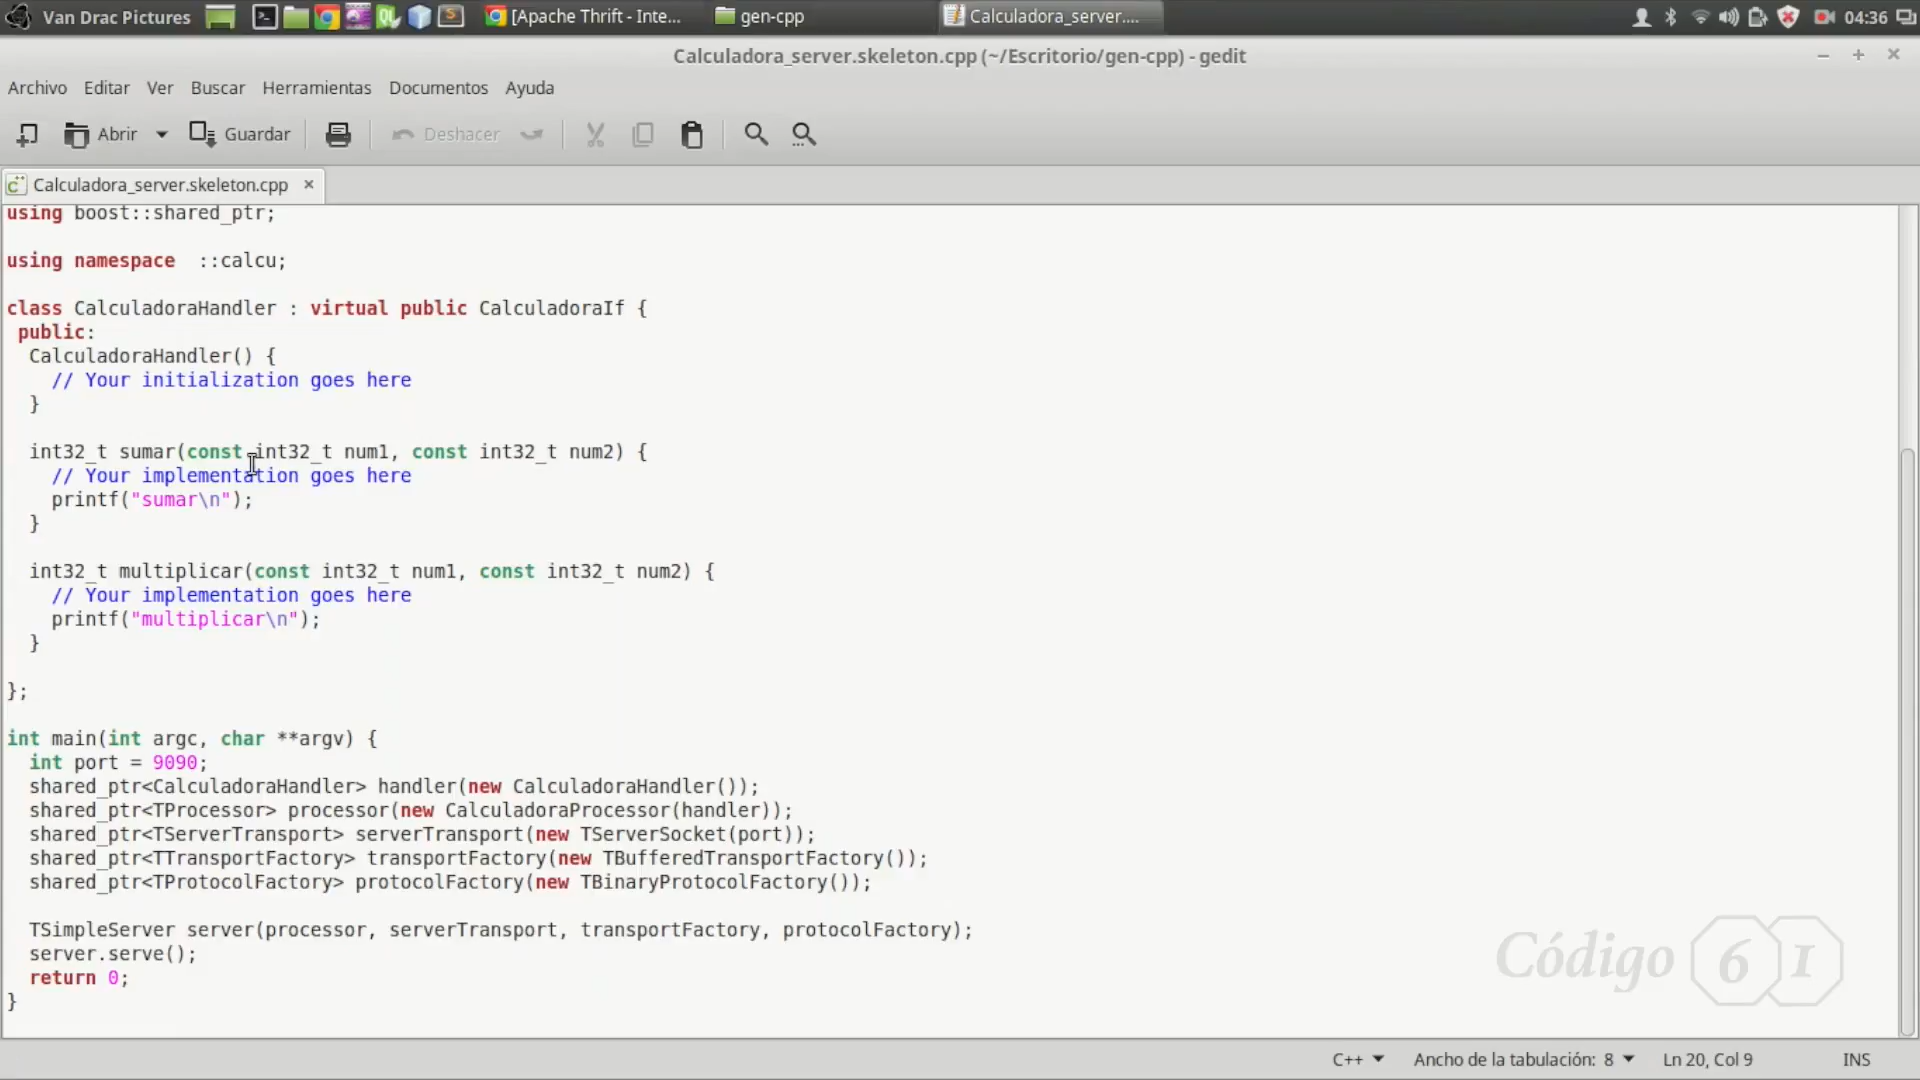 Van Drac Pictures
[Apache Thrift - Inte...
gen-cpp
Calculadora_server....
04:36
Calculadora_server.skeleton.cpp (~/Escritorio/gen-cpp) - gedit
Archivo Editar Ver Buscar Herramientas Documentos Ayuda
Abrir Guardar Deshacer
Calculadora_server.skeleton.cpp
using boost::shared_ptr;
using namespace  ::calcu;
class CalculadoraHandler : virtual public CalculadoraIf {
 public:
  CalculadoraHandler() {
    // Your initialization goes here
  }
  int32_t sumar(const int32_t num1, const int32_t num2) {
    // Your implementation goes here
    printf("sumar\n");
  }
  int32_t multiplicar(const int32_t num1, const int32_t num2) {
    // Your implementation goes here
    printf("multiplicar\n");
  }
};
int main(int argc, char **argv) {
  int port = 9090;
  shared_ptr<CalculadoraHandler> handler(new CalculadoraHandler());
  shared_ptr<TProcessor> processor(new CalculadoraProcessor(handler));
  shared_ptr<TServerTransport> serverTransport(new TServerSocket(port));
  shared_ptr<TTransportFactory> transportFactory(new TBufferedTransportFactory());
  shared_ptr<TProtocolFactory> protocolFactory(new TBinaryProtocolFactory());
  TSimpleServer server(processor, serverTransport, transportFactory, protocolFactory);
  server.serve();
  return 0;
}
Código 6 1
C++ Ancho de la tabulación: 8 Ln 20, Col 9 INS